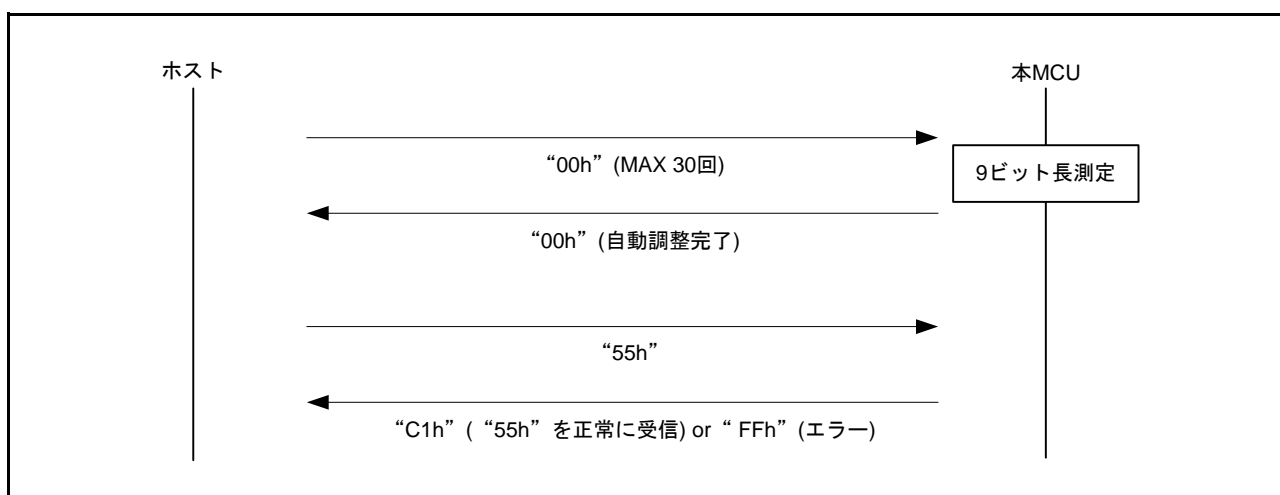 ホスト
本MCU
“00h” (MAX 30回)
9ビット長測定
“00h” (自動調整完了)
“55h”
“C1h” ( “55h” を正常に受信) or “ FFh” (エラー)